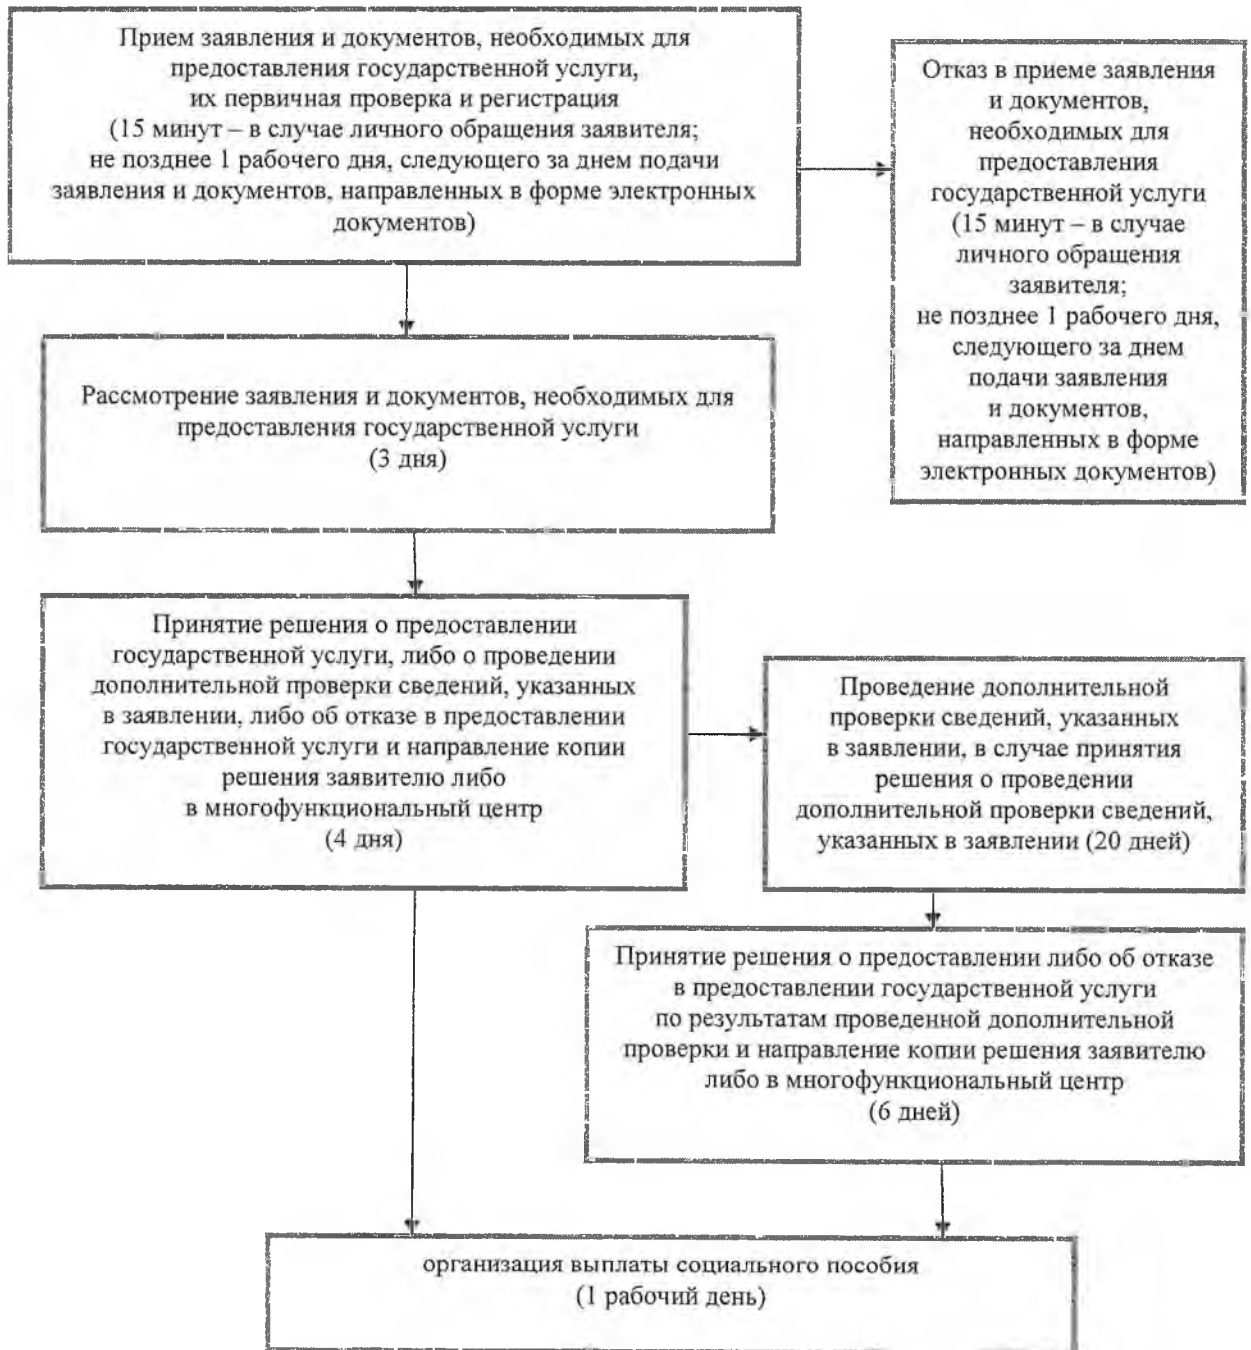 Прием заявления и документов, необходимых для
предоставления государственной услуги,
их первичная проверка и регистрация
(15 минут – в случае личного обращения заявителя;
не позднее 1 рабочего дня, следующего за днем подачи
заявления и документов, направленных в форме электронных
документов)
Отказ в приеме заявления
и документов,
необходимых для
предоставления
государственной услуги
(15 минут – в случае
личного обращения
заявителя;
не позднее 1 рабочего дня,
следующего за днем
подачи заявления
и документов,
направленных в форме
электронных документов)
Рассмотрение заявления и документов, необходимых для
предоставления государственной услуги
(3 дня)
Принятие решения о предоставлении
государственной услуги, либо о проведении
дополнительной проверки сведений, указанных
в заявлении, либо об отказе в предоставлении
государственной услуги и направление копии
решения заявителю либо
в многофункциональный центр
(4 дня)
Проведение дополнительной
проверки сведений, указанных
в заявлении, в случае принятия
решения о проведении
дополнительной проверки сведений,
указанных в заявлении (20 дней)
Принятие решения о предоставлении либо об отказе
в предоставлении государственной услуги
по результатам проведенной дополнительной
проверки и направление копии решения заявителю
либо в многофункциональный центр
(6 дней)
организация выплаты социального пособия
(1 рабочий день)